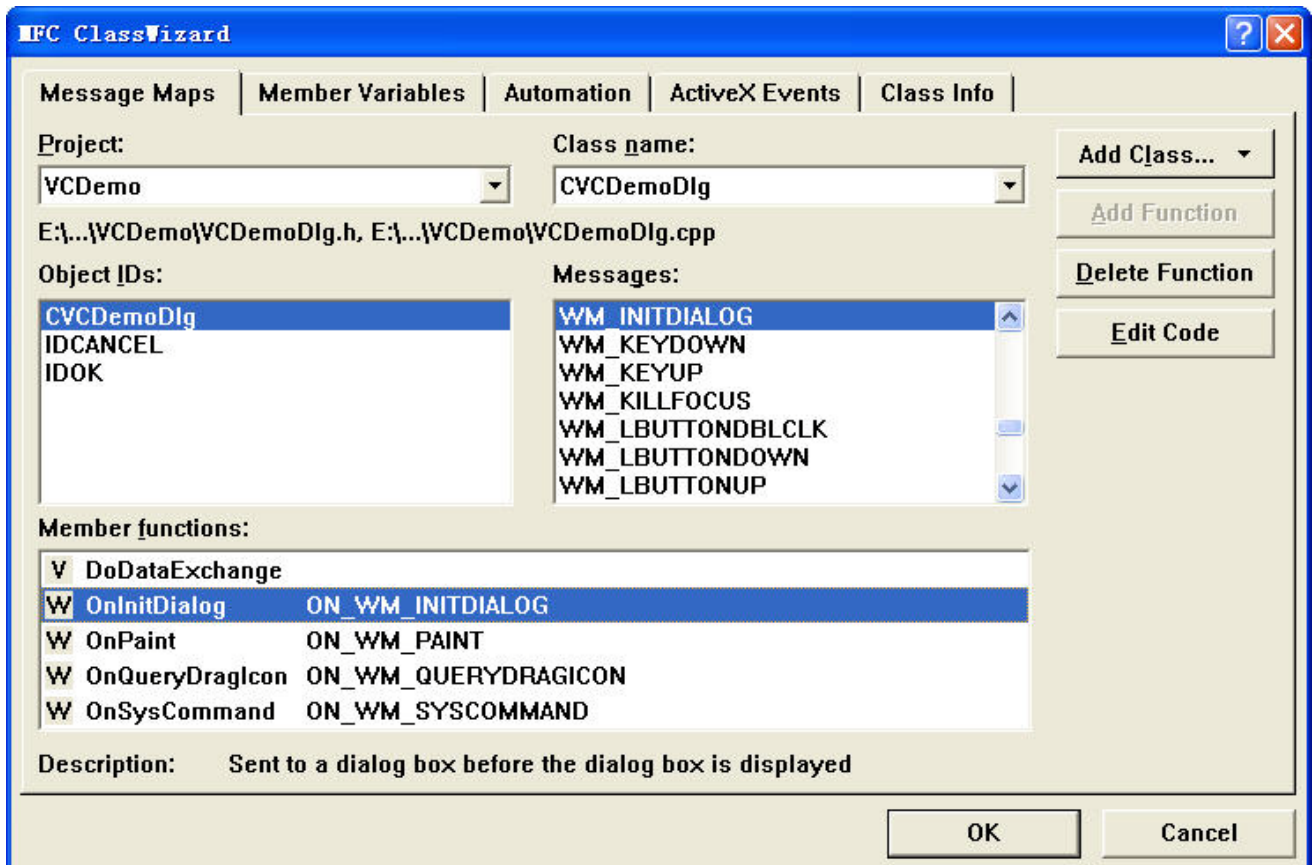 MFC ClassWizard
Message Maps Member Variables Automation ActiveX Events Class Info
Project: Class name:
VCDemo CVCDemoDlg
Add Class...
Add Function
E:\...\VCDemo\VCDemoDlg.h, E:\...\VCDemo\VCDemoDlg.cpp
Object IDs: Messages:
Delete Function
CVCDemoDlg WM_INITDIALOG
Edit Code
IDCANCEL WM_KEYDOWN
IDOK WM_KEYUP
WM_KILLFOCUS
WM_LBUTTONDBLCLK
WM_LBUTTONDOWN
WM_LBUTTONUP
Member functions:
V DoDataExchange
W OnInitDialog ON_WM_INITDIALOG
W OnPaint ON_WM_PAINT
W OnQueryDragIcon ON_WM_QUERYDRAGICON
W OnSysCommand ON_WM_SYSCOMMAND
Description: Sent to a dialog box before the dialog box is displayed
OK Cancel